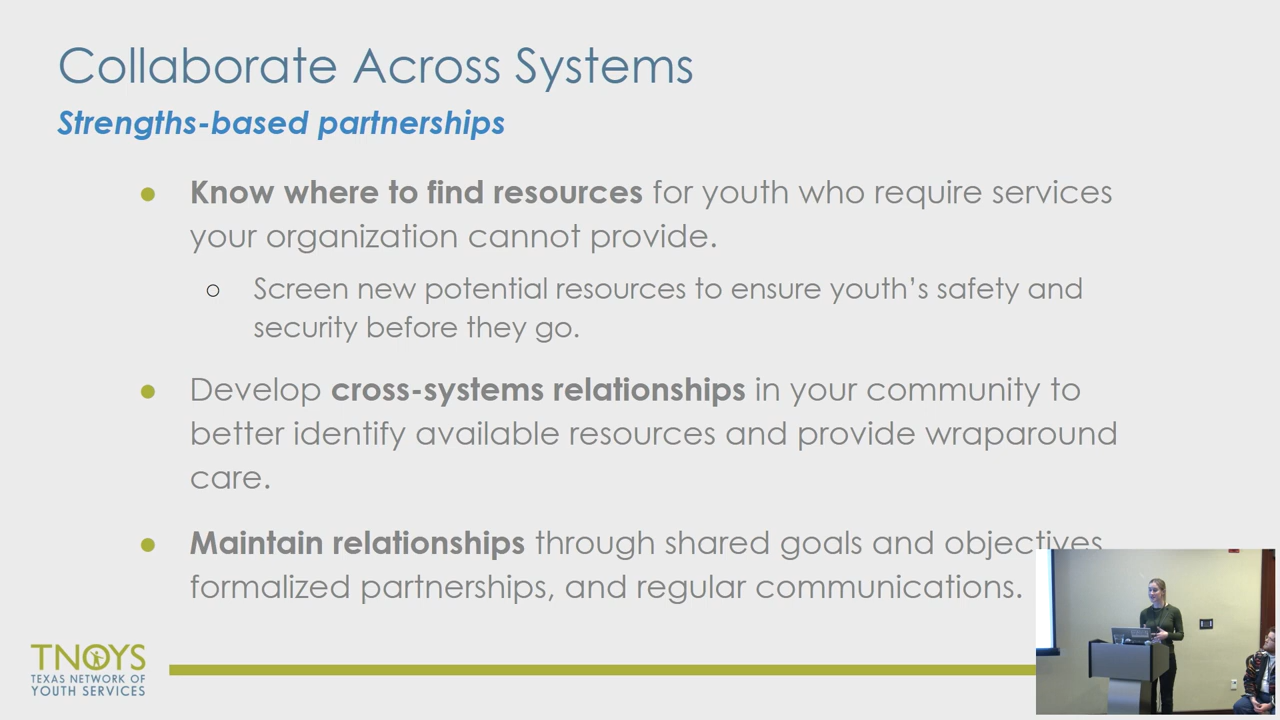 Collaborate Across Systems
Strengths-based partnerships
● Know where to find resources for youth who require services
your organization cannot provide.
○ Screen new potential resources to ensure youth's safety and
security before they go.
● Develop cross-systems relationships in your community to
better identify available resources and provide wraparound
care.
● Maintain relationships through shared goals and objectives
formalized partnerships, and regular communications.
TNOYS
TEXAS NETWORK OF
YOUTH SERVICES